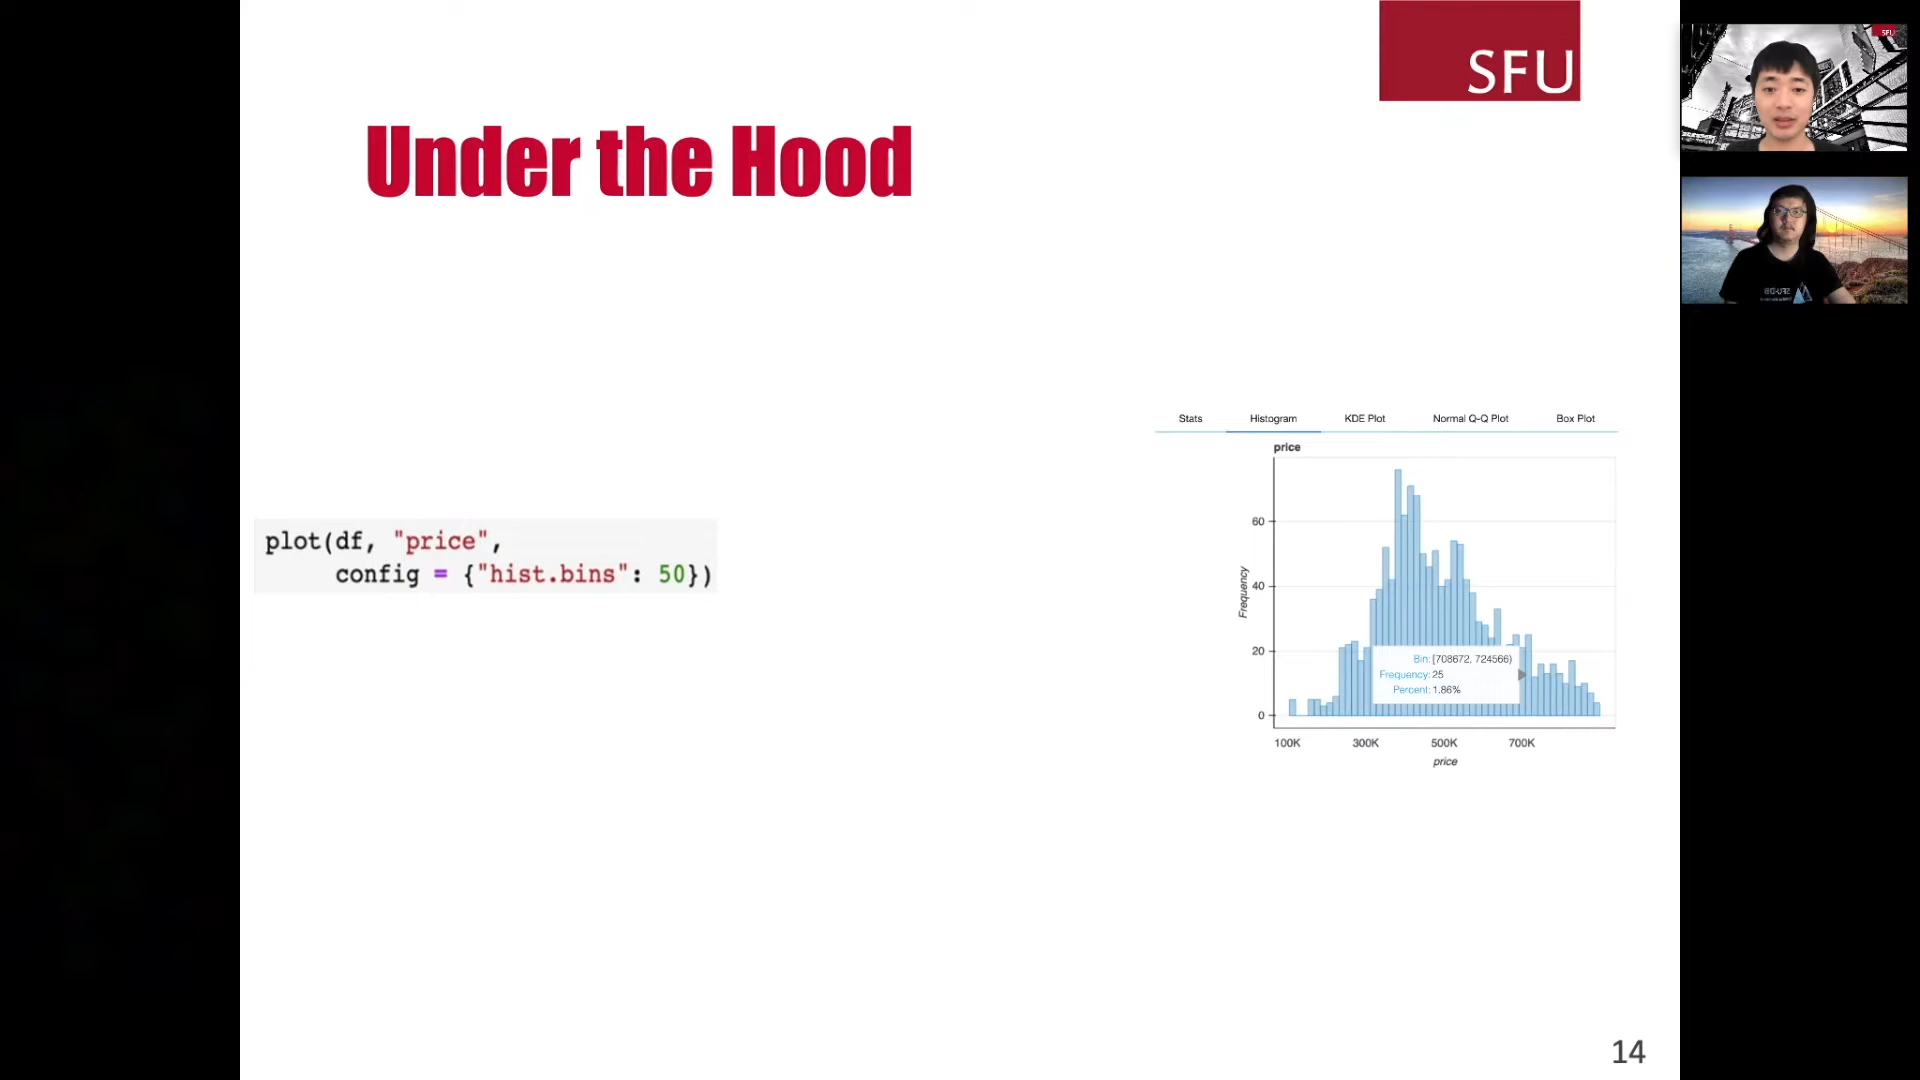 SFU
Under the Hood
plot(df, "price",
config = {"hist.bins": 50})
Stats Histogram KDE Plot Normal Q-Q Plot Box Plot
price
60
40
20
0
Frequency
Bin: [708672, 724566)
Frequency: 25
Percent: 1.86%
100K 300K 500K 700K
price
14
SFU